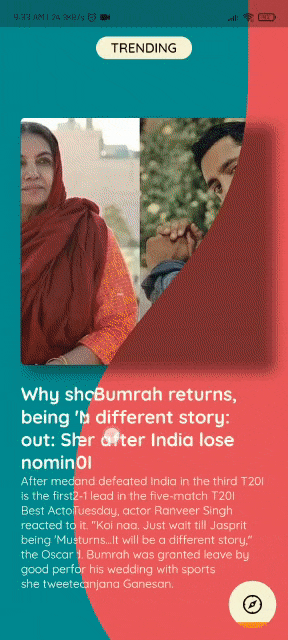 9:33 AM | 24.9KB/s
TRENDING
Why shoBumrah returns,
being 'M different story:
out: Sher after India lose
nomin0I
After medand defeated India in the third T20I
is the first2-1 lead in the five-match T20I
Best ActoTuesday, actor Ranveer Singh
reacted to it. "Koi naa. Just wait till Jasprit
being 'Musturns...It will be a different story,"
the Oscar I. Bumrah was granted leave by
good perfor his wedding with sports
she tweetecanjana Ganesan.